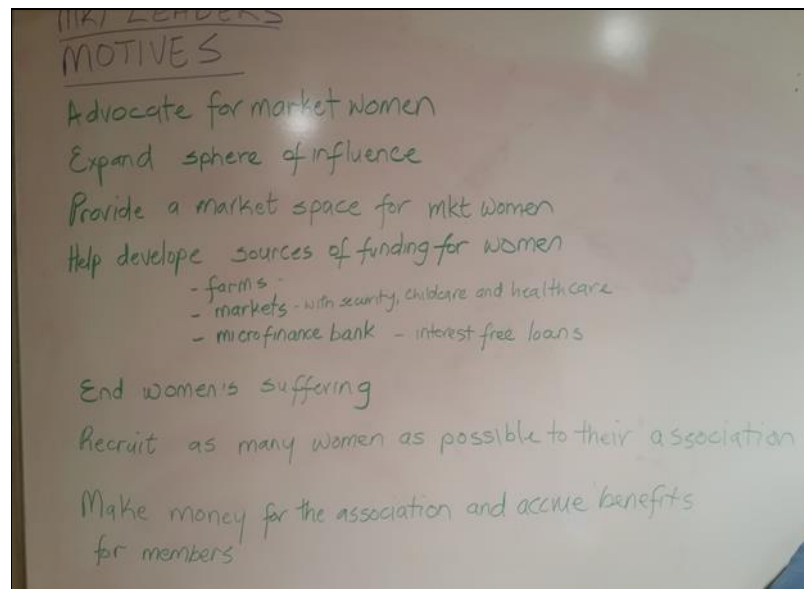 MKT LEADERS
MOTIVES
Advocate for market women
Expand sphere of influence
Provide a market space for mkt women
Help develope sources of funding for women
- farms
- markets - with security, childcare and healthcare
- microfinance bank - interest free loans
End women's suffering
Recruit as many women as possible to their association
Make money for the association and accrue benefits
for members